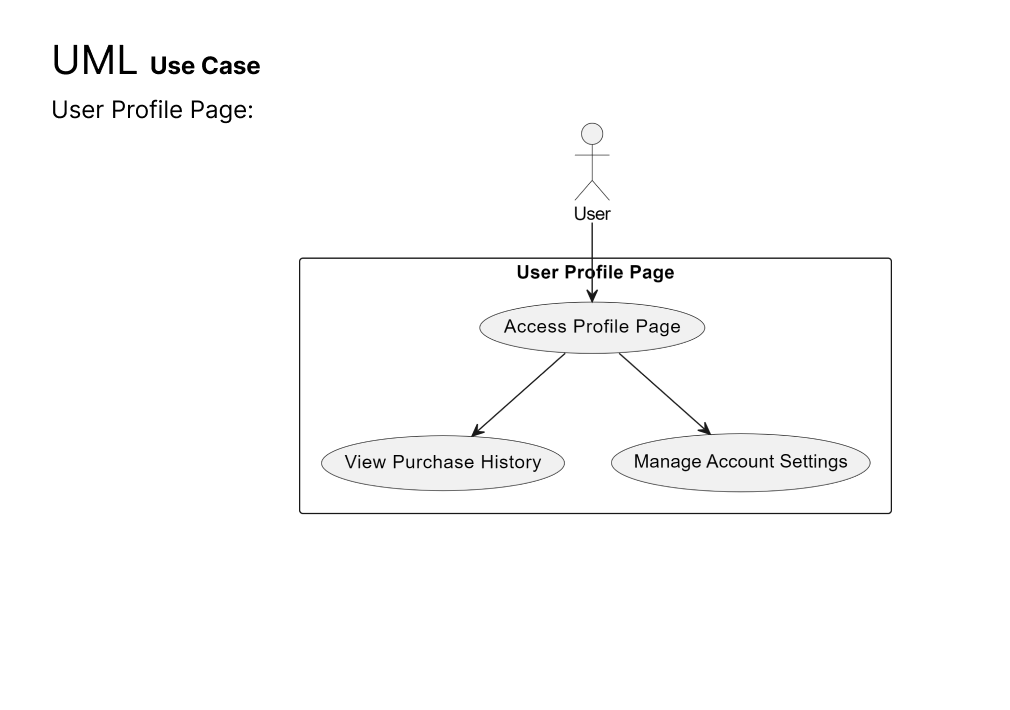 UML Use Case
User Profile Page:
User
User Profile Page
Access Profile Page
View Purchase History
Manage Account Settings